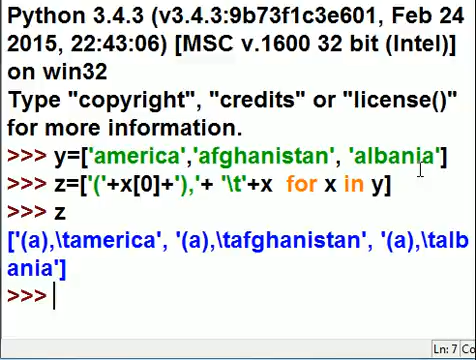 Python 3.4.3 (v3.4.3:9b73f1c3e601, Feb 24
2015, 22:43:06) [MSC v.1600 32 bit (Intel)]
on win32
Type "copyright", "credits" or "license()"
for more information.
>>> y=['america','afghanistan', 'albania']
>>> z=['('+x[0]+'),'+ '\t'+x  for x in y]
>>> z
['(a),\tamerica', '(a),\tafghanistan', '(a),\talb
ania']
>>>
Ln: 7 Co